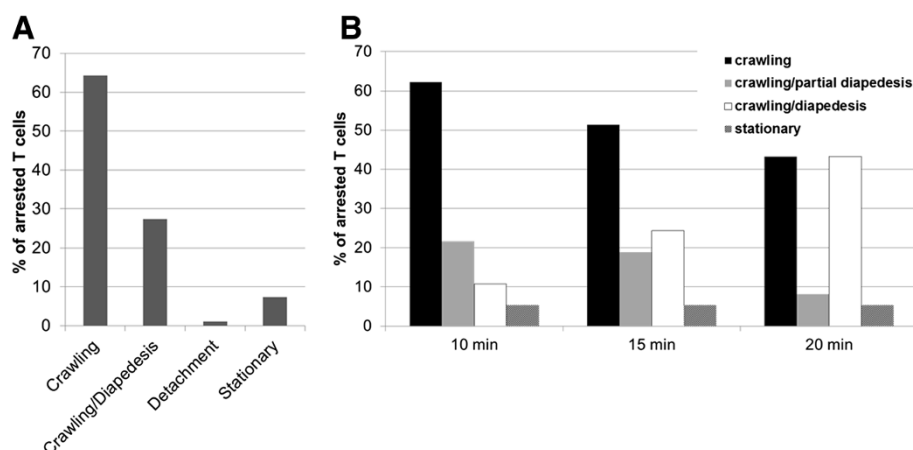 A
% of arrested T cells
70
60
50
40
30
20
10
0
Crawling
Crawling/Diapedesis
Detachment
Stationary
B
% of arrested T cells
70
60
50
40
30
20
10
0
10 min
15 min
20 min
crawling
crawling/partial diapedesis
crawling/diapedesis
stationary